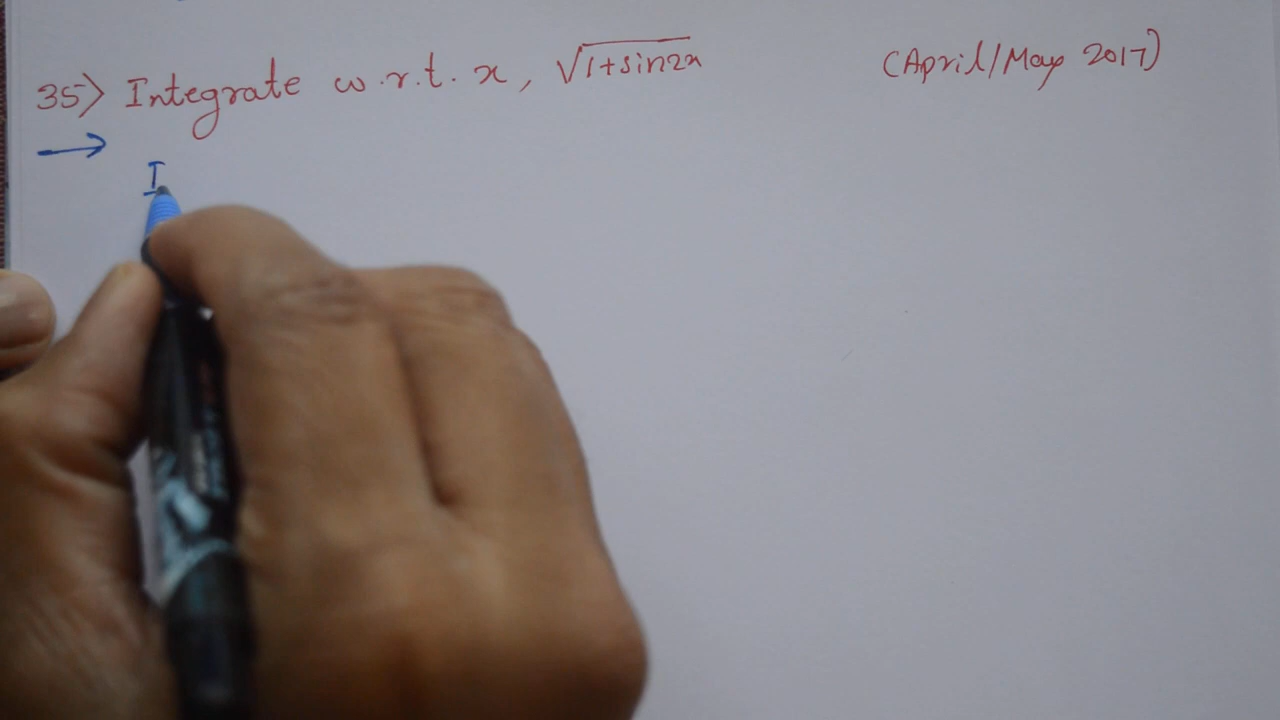 35) Integrate w.r.t. x, √1+sin2x (April/May 2017)
→ I